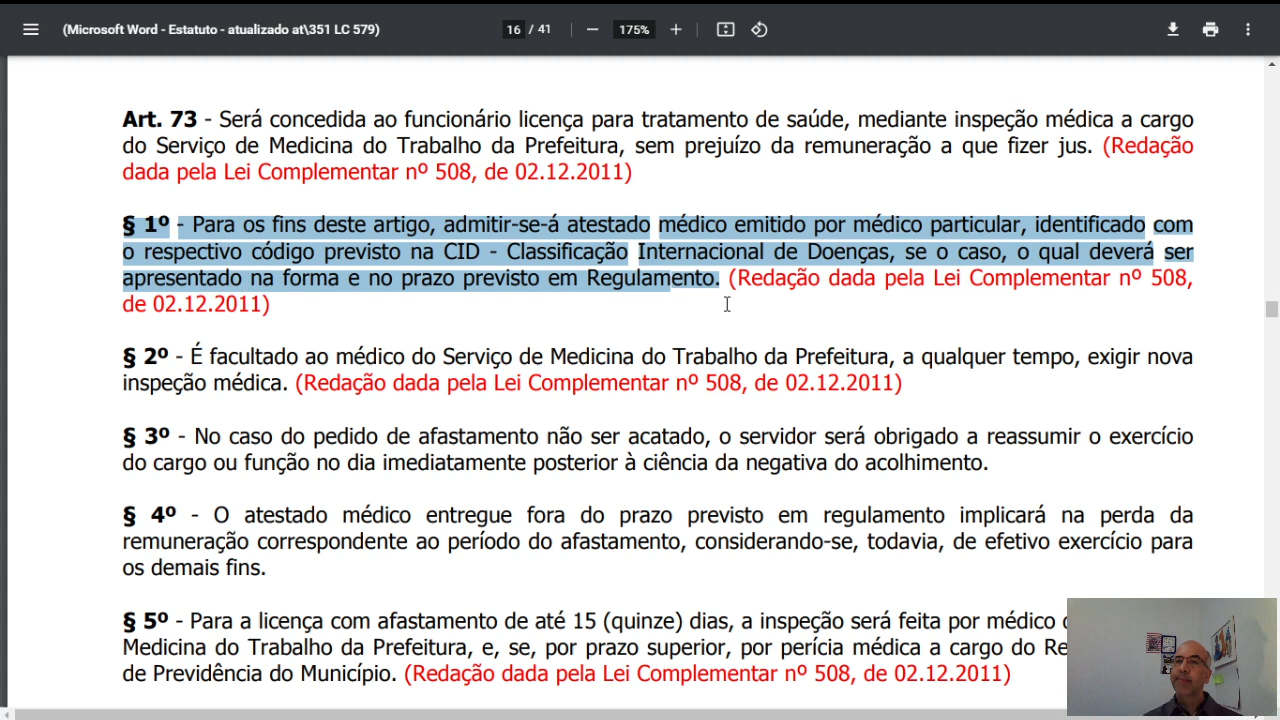 (Microsoft Word - Estatuto - atualizado at\351 LC 579)
16 / 41
175%
Art. 73 - Será concedida ao funcionário licença para tratamento de saúde, mediante inspeção médica a cargo
do Serviço de Medicina do Trabalho da Prefeitura, sem prejuízo da remuneração a que fizer jus. (Redação
dada pela Lei Complementar nº 508, de 02.12.2011)
§ 1º - Para os fins deste artigo, admitir-se-á atestado médico emitido por médico particular, identificado com
o respectivo código previsto na CID - Classificação Internacional de Doenças, se o caso, o qual deverá ser
apresentado na forma e no prazo previsto em Regulamento. (Redação dada pela Lei Complementar nº 508,
de 02.12.2011)
§ 2º - É facultado ao médico do Serviço de Medicina do Trabalho da Prefeitura, a qualquer tempo, exigir nova
inspeção médica. (Redação dada pela Lei Complementar nº 508, de 02.12.2011)
§ 3º - No caso do pedido de afastamento não ser acatado, o servidor será obrigado a reassumir o exercício
do cargo ou função no dia imediatamente posterior à ciência da negativa do acolhimento.
§ 4º - O atestado médico entregue fora do prazo previsto em regulamento implicará na perda da
remuneração correspondente ao período do afastamento, considerando-se, todavia, de efetivo exercício para
os demais fins.
§ 5º - Para a licença com afastamento de até 15 (quinze) dias, a inspeção será feita por médico
Medicina do Trabalho da Prefeitura, e, se, por prazo superior, por perícia médica a cargo do
de Previdência do Município. (Redação dada pela Lei Complementar nº 508, de 02.12.2011)